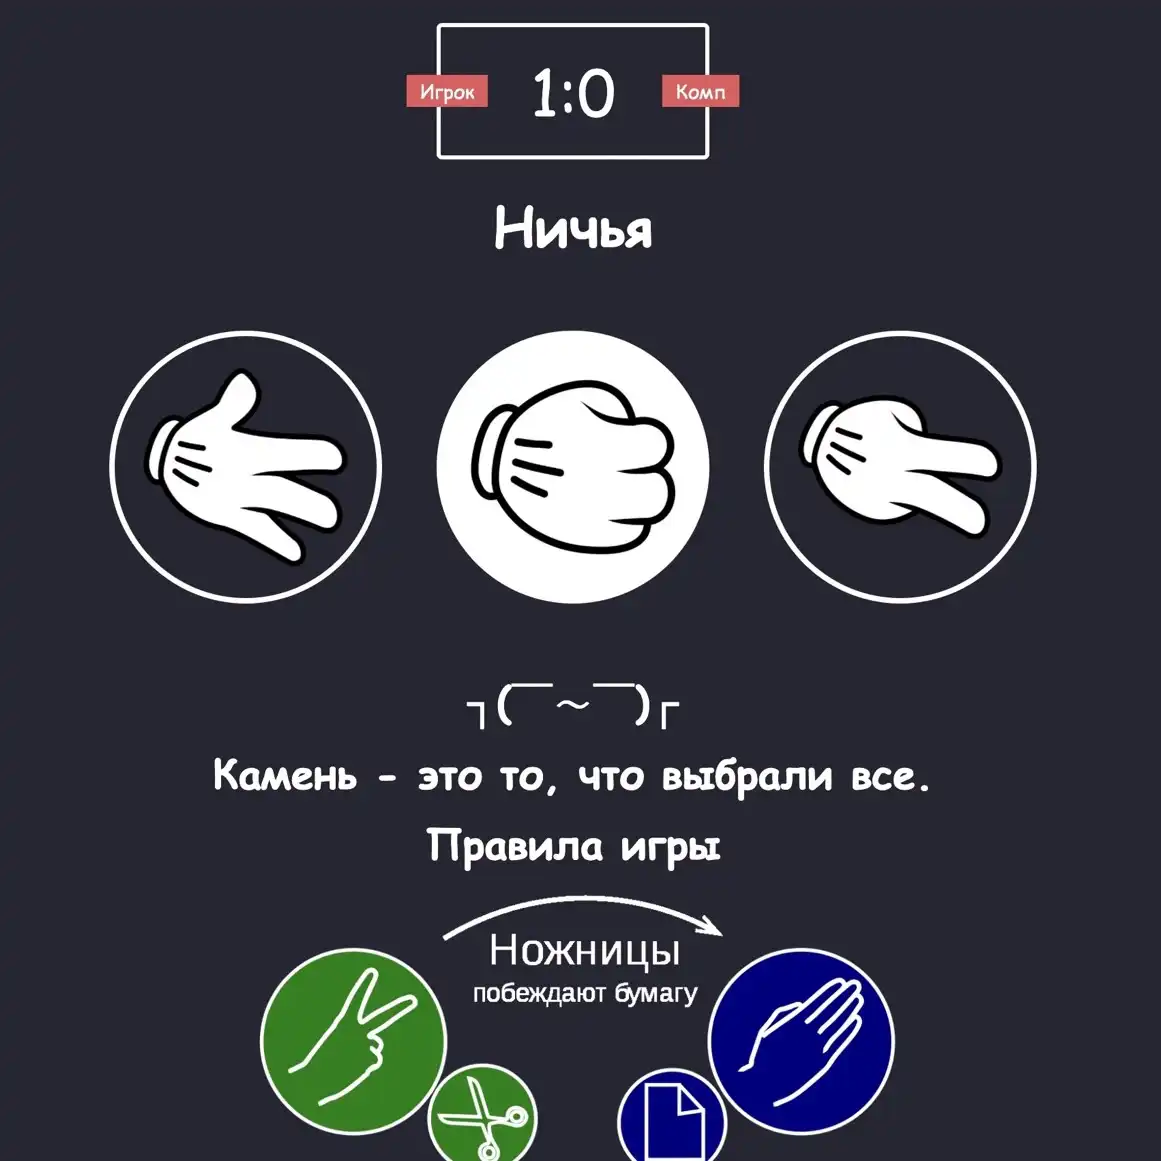 Игрок
1:0
Комп
Ничья
┐(￣~￣)┌
Камень - это то, что выбрали все.
Правила игры
Ножницы
побеждают бумагу